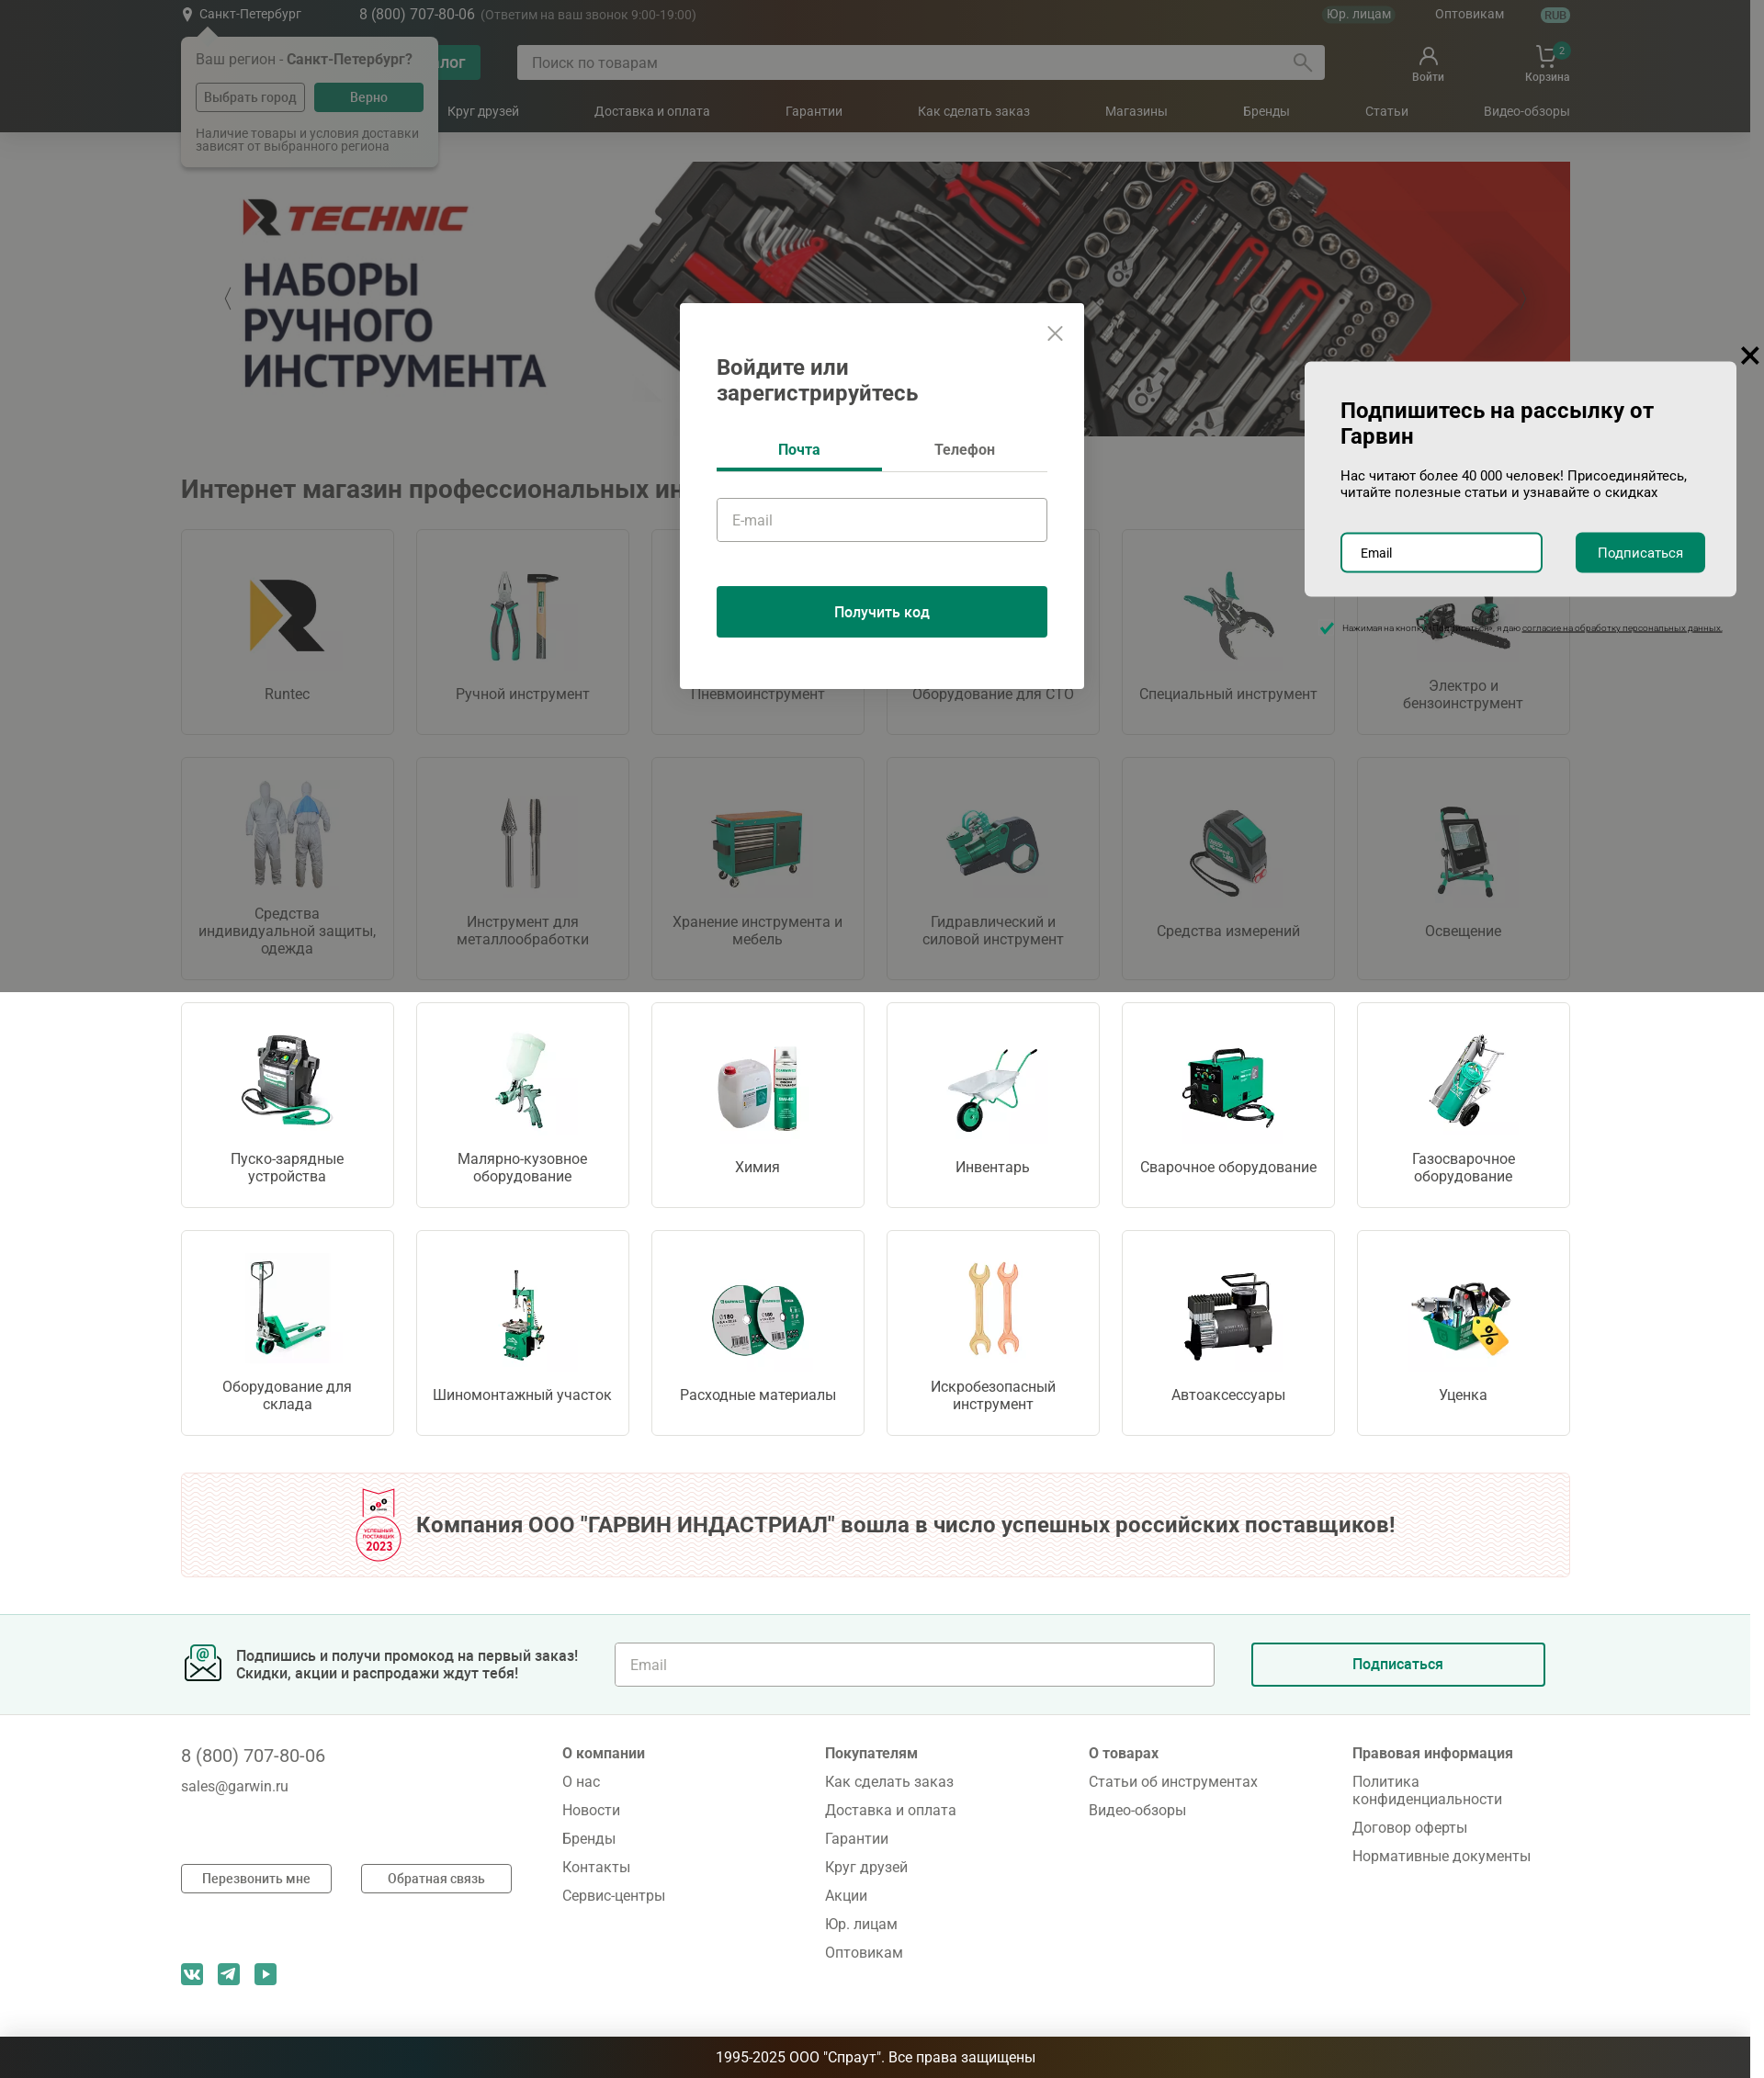 Санкт-Петербург
8 (800) 707-80-06 (Ответим на ваш звонок 9:00-19:00)
Юр. лицам
Оптовикам
RUB
Ваш регион - Санкт-Петербург?
Выбрать город
Верно
Наличие товары и условия доставки
зависят от выбранного региона
Поиск по товарам
Войти
2
Корзина
Круг друзей
Доставка и оплата
Гарантии
Как сделать заказ
Магазины
Бренды
Статьи
Видео-обзоры
R TECHNIC
НАБОРЫ
РУЧНОГО
ИНСТРУМЕНТА
Войдите или
зарегистрируйтесь
Почта
Телефон
E-mail
Получить код
Подпишитесь на рассылку от
Гарвин
Нас читают более 40 000 человек! Присоединяйтесь,
читайте полезные статьи и узнавайте о скидках
Email
Подписаться
Нажимая на кнопку «Подписаться», я даю согласие на обработку персональных данных.
Интернет магазин профессиональных
Runtec
Ручной инструмент
Пневмоинструмент
Оборудование для СТО
Специальный инструмент
Электро и
бензоинструмент
Средства
индивидуальной защиты,
одежда
Инструмент для
металлообработки
Хранение инструмента и
мебель
Гидравлический и
силовой инструмент
Средства измерений
Освещение
Пуско-зарядные
устройства
Малярно-кузовное
оборудование
Химия
Инвентарь
Сварочное оборудование
Газосварочное
оборудование
Оборудование для
склада
Шиномонтажный участок
Расходные материалы
Искробезопасный
инструмент
Автоаксессуары
Уценка
УСПЕШНЫЙ
ПОСТАВЩИК
2023
Компания ООО "ГАРВИН ИНДАСТРИАЛ" вошла в число успешных российских поставщиков!
Подпишись и получи промокод на первый заказ!
Скидки, акции и распродажи ждут тебя!
Email
Подписаться
8 (800) 707-80-06
sales@garwin.ru
Перезвонить мне
Обратная связь
О компании
О нас
Новости
Бренды
Контакты
Сервис-центры
Покупателям
Как сделать заказ
Доставка и оплата
Гарантии
Круг друзей
Акции
Юр. лицам
Оптовикам
О товарах
Статьи об инструментах
Видео-обзоры
Правовая информация
Политика
конфиденциальности
Договор оферты
Нормативные документы
1995-2025 ООО "Спраут". Все права защищены